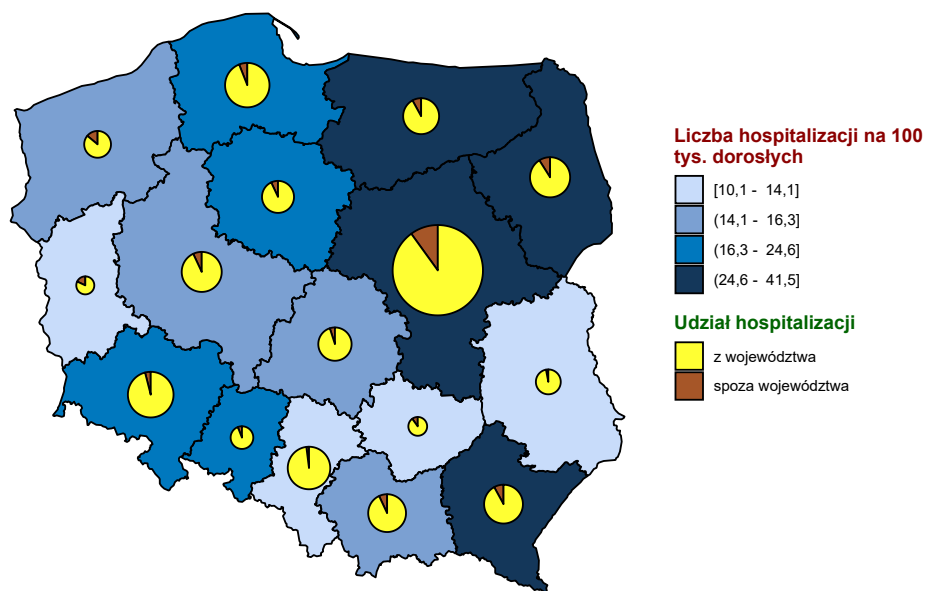 Liczba hospitalizacji na 100
tys. dorosłych
[10,1 - 14,1]
(14,1 - 16,3]
(16,3 - 24,6]
(24,6 - 41,5]
Udział hospitalizacji
z województwa
spoza województwa